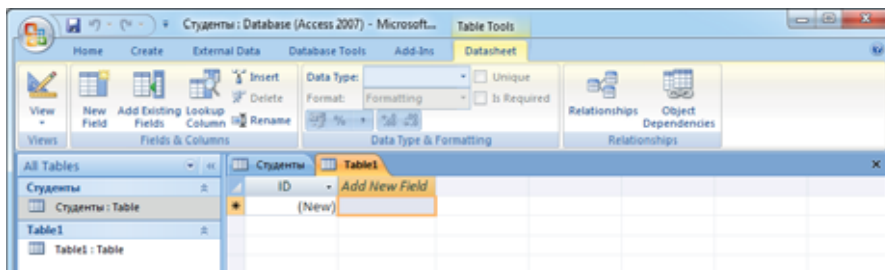 Студенты : Database (Access 2007) - Microsoft... Table Tools
Home Create External Data Database Tools Add-Ins Datasheet
View
Views
New Field
Add Existing Fields
Lookup Column
Insert
Delete
Rename
Fields & Columns
Data Type:
Format: Formatting
Unique
Is Required
Data Type & Formatting
Relationships
Object Dependencies
Relationships
All Tables
Студенты
Студенты : Table
Table1
Table1 : Table
Студенты Table1
ID Add New Field
(New)